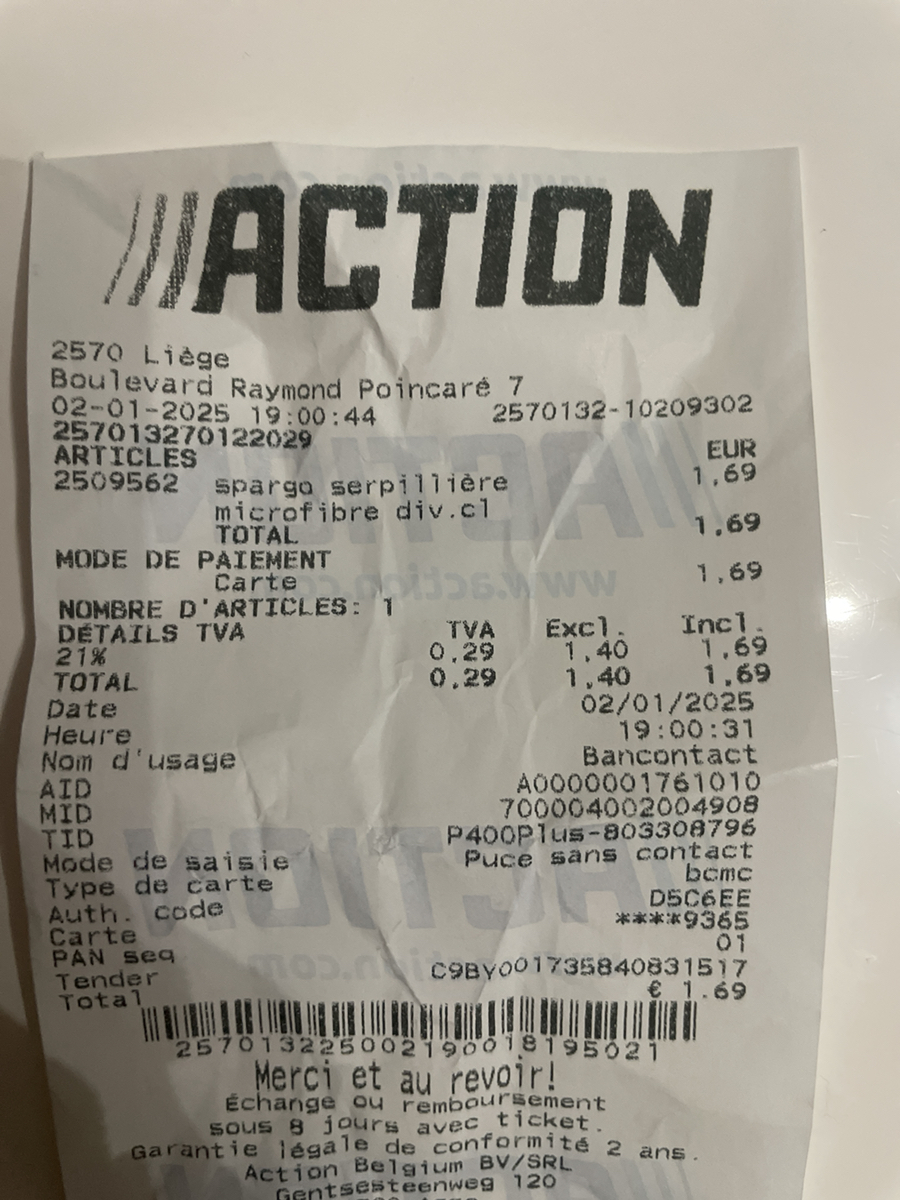 ACTION
2570 Liège
Boulevard Raymond Poincaré 7
02-01-2025 19:00:44 2570132-10209302
257013270122029
ARTICLES EUR
2509562 spargo serpillière 1,69
microfibre div.cl
TOTAL 1,69
MODE DE PAIEMENT
Carte 1,69
NOMBRE D'ARTICLES: 1
DÉTAILS TVA TVA Excl. Incl.
21% 0,29 1,40 1,69
TOTAL 0,29 1,40 1,69
Date 02/01/2025
Heure 19:00:31
Nom d'usage Bancontact
AID A0000001761010
MID 700004002004908
TID P400Plus-803308796
Mode de saisie Puce sans contact
Type de carte bcmc
Auth. code D5C6EE
Carte ****9365
PAN seq 01
Tender C9BY001735840831517
Total € 1.69
257013225002190018195021
Merci et au revoir!
Échange ou remboursement
sous 8 jours avec ticket.
Garantie légale de conformité 2 ans.
Action Belgium BV/SRL
Gentsesteenweg 120